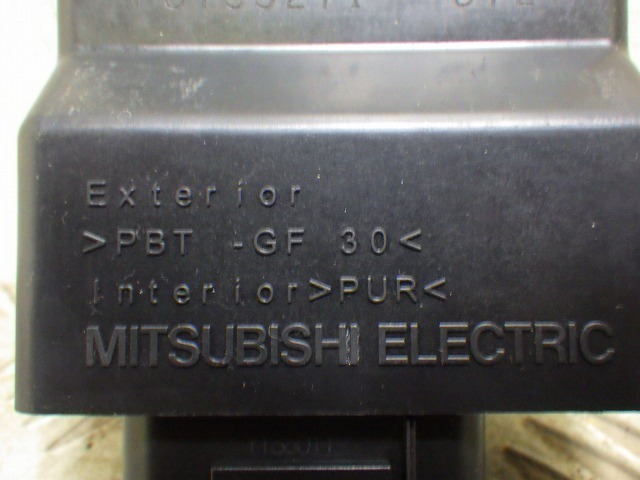 Exterior
>PBT -GF 30<
Interior>PUR<
MITSUBISHI ELECTRIC